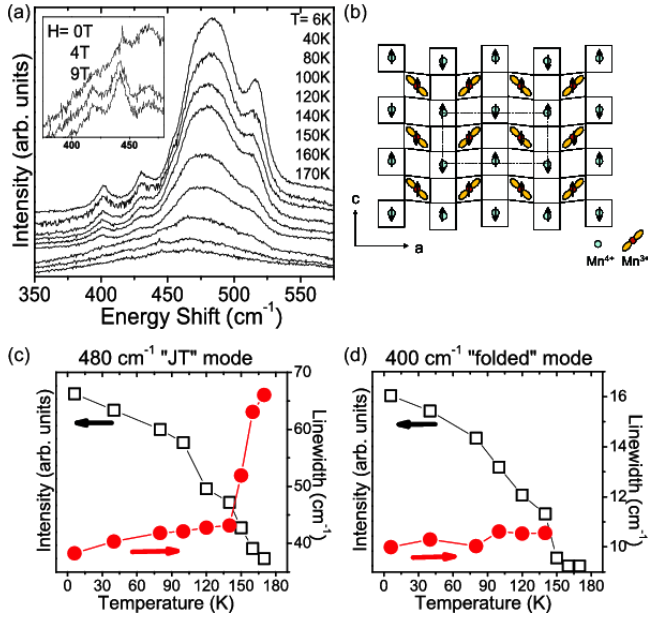 (a)
H= 0T
4T
9T
400
450
T= 6K
40K
80K
100K
120K
140K
150K
160K
170K
Intensity (arb. units)
350 400 450 500 550
Energy Shift (cm⁻¹)
(b)
c
a
Mn⁴⁺ Mn³⁺
(c)
480 cm⁻¹ "JT" mode
Intensity (arb. units)
70
60
50
40
Linewidth (cm⁻¹)
0 30 60 90 120 150 180
Temperature (K)
(d)
400 cm⁻¹ "folded" mode
Intensity (arb. units)
16
14
12
10
Linewidth (cm⁻¹)
0 30 60 90 120 150 180
Temperature (K)